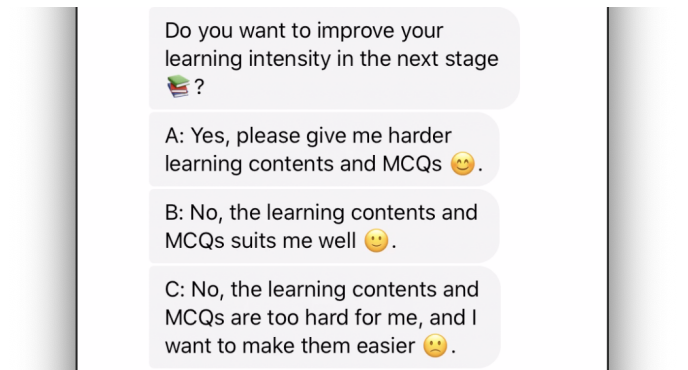 Do you want to improve your
learning intensity in the next stage
📚?
A: Yes, please give me harder
learning contents and MCQs 😊.
B: No, the learning contents and
MCQs suits me well 🙂.
C: No, the learning contents and
MCQs are too hard for me, and I
want to make them easier 🙁.